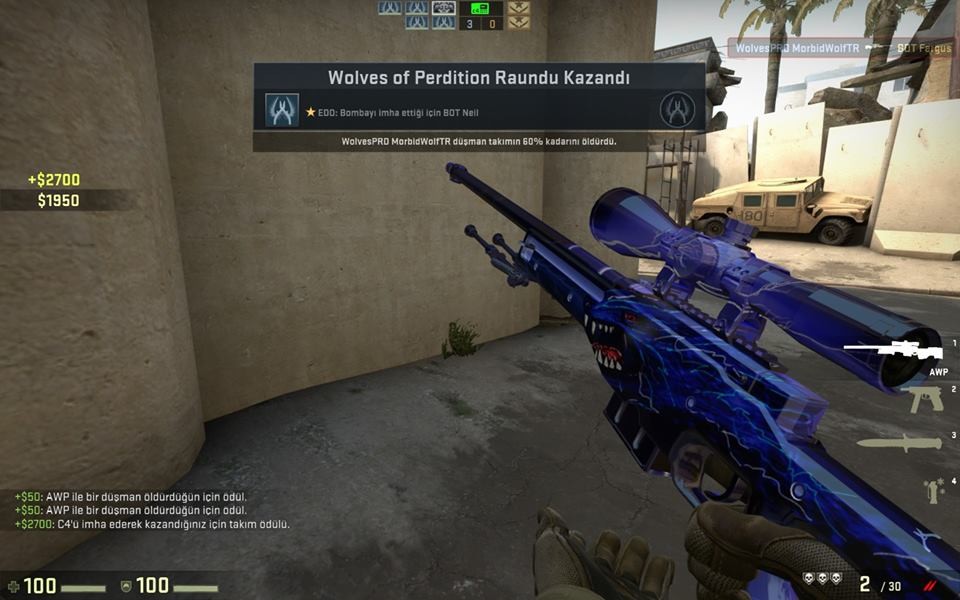 3 0
WolvesPRO MorbidWolfTR BOT Fergus
Wolves of Perdition Raundu Kazandı
EDD: Bombayı imha ettiği için BOT Neil
WolvesPRO MorbidWolfTR düşman takımın 60% kadarını öldürdü.
+$2700
$1950
180
1
AWP
2
3
4
+$50: AWP ile bir düşman öldürdüğün için ödül.
+$50: AWP ile bir düşman öldürdüğün için ödül.
+$2700: C4'ü imha ederek kazandığınız için takım ödülü.
100 100 2 / 30